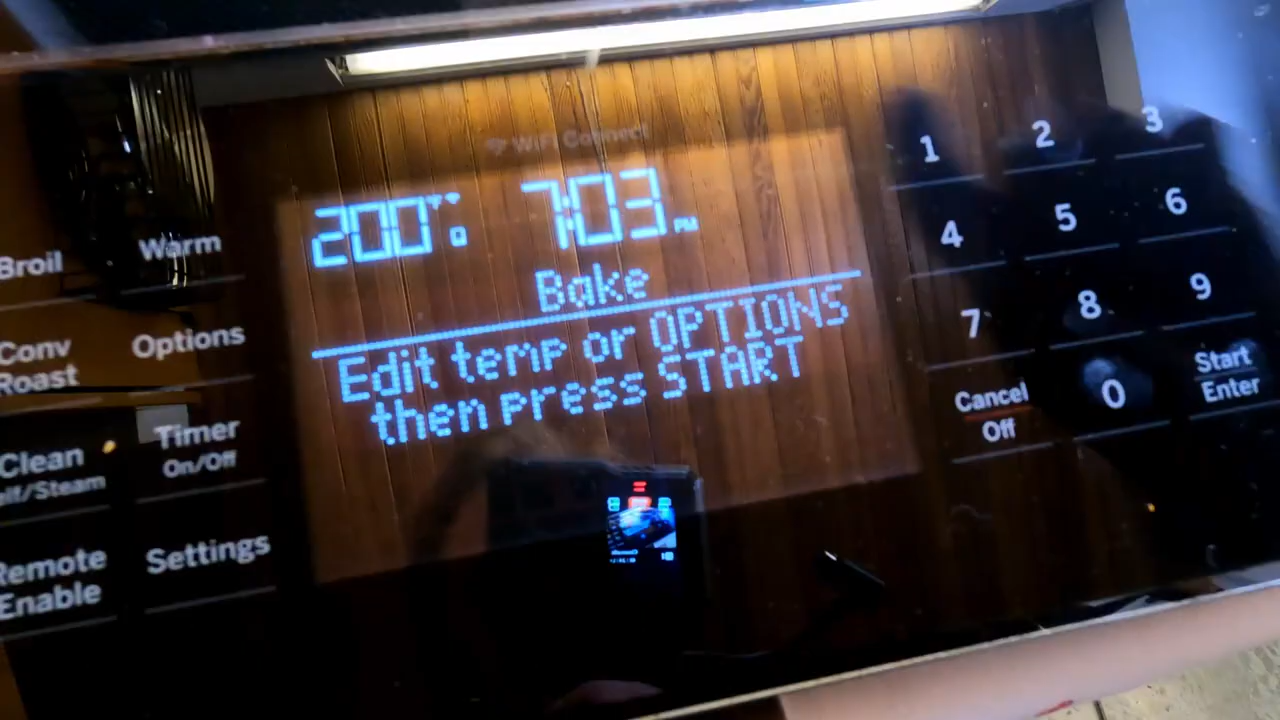 WiFi Connect
200°
7:03 PM
Bake
Edit temp or OPTIONS
then press START
Broil
Warm
Conv
Roast
Options
Clean
Self/Steam
Timer
On/Off
Remote
Enable
Settings
1
2
3
4
5
6
7
8
9
Cancel
Off
0
Start
Enter